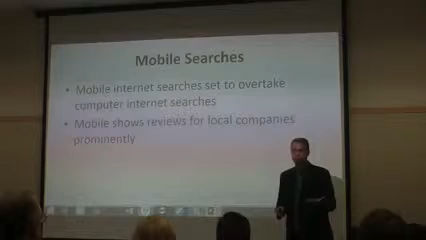 Mobile Searches
• Mobile internet searches set to overtake
computer internet searches
• Mobile shows reviews for local companies
prominently